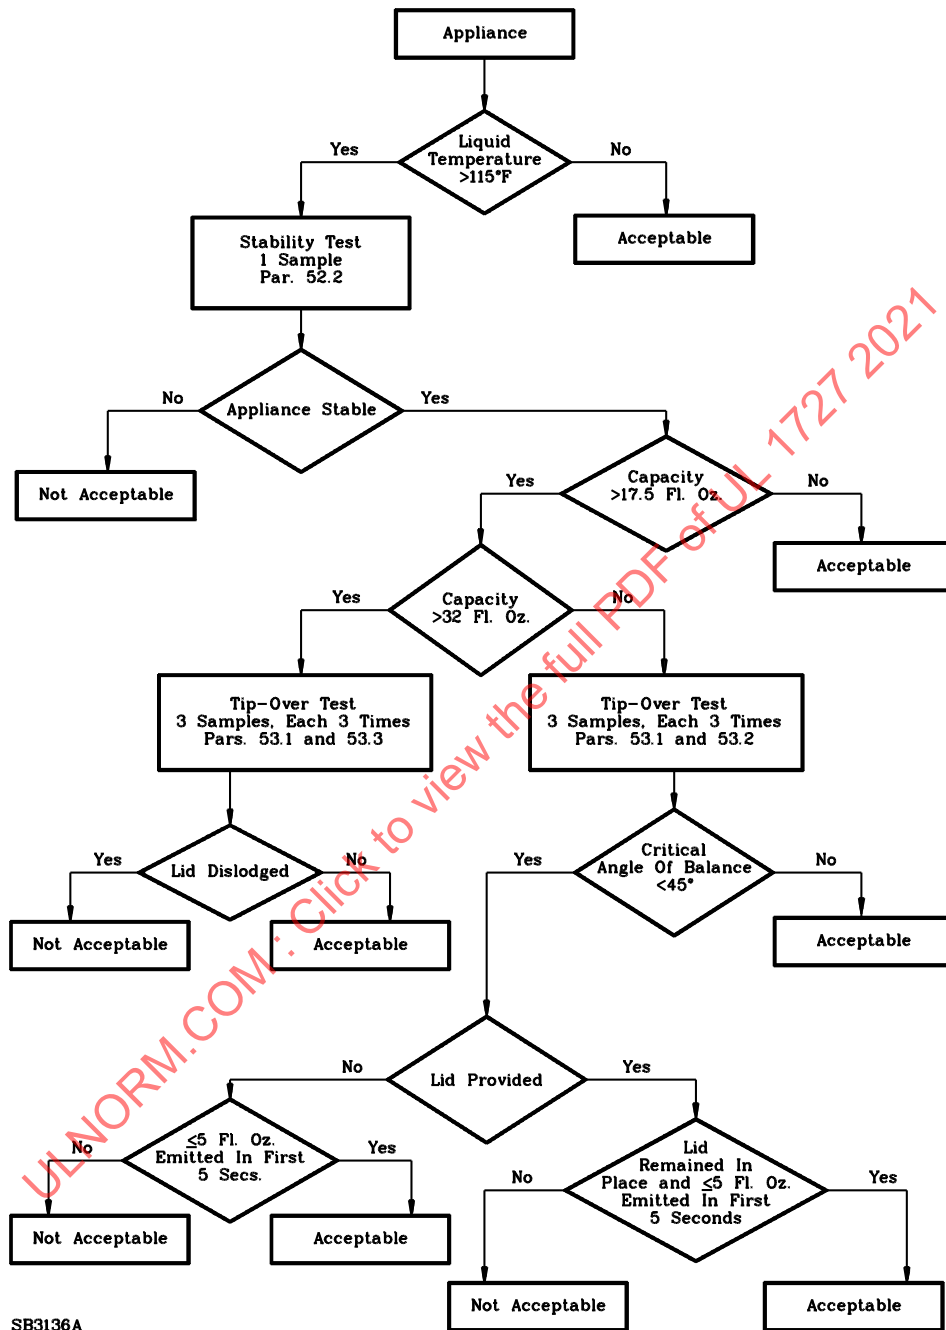 Appliance
Liquid
Temperature
>115°F
Yes
No
Stability Test
1 Sample
Par. 52.2
Acceptable
Appliance Stable
No
Yes
Not Acceptable
Capacity
>17.5 Fl. Oz.
Yes
No
Acceptable
Capacity
>32 Fl. Oz.
Yes
No
Tip-Over Test
3 Samples, Each 3 Times
Pars. 53.1 and 53.3
Tip-Over Test
3 Samples, Each 3 Times
Pars. 53.1 and 53.2
Lid Dislodged
Yes
No
Not Acceptable
Acceptable
Critical
Angle Of Balance
<45°
Yes
No
Acceptable
Lid Provided
No
Yes
≤5 Fl. Oz.
Emitted In First
5 Secs.
No
Yes
Not Acceptable
Acceptable
Lid
Remained In
Place and ≤5 Fl. Oz.
Emitted In First
5 Seconds
No
Yes
Not Acceptable
Acceptable
SB3136A
ULNORM.COM : Click to view the full PDF of UL 1727 2021